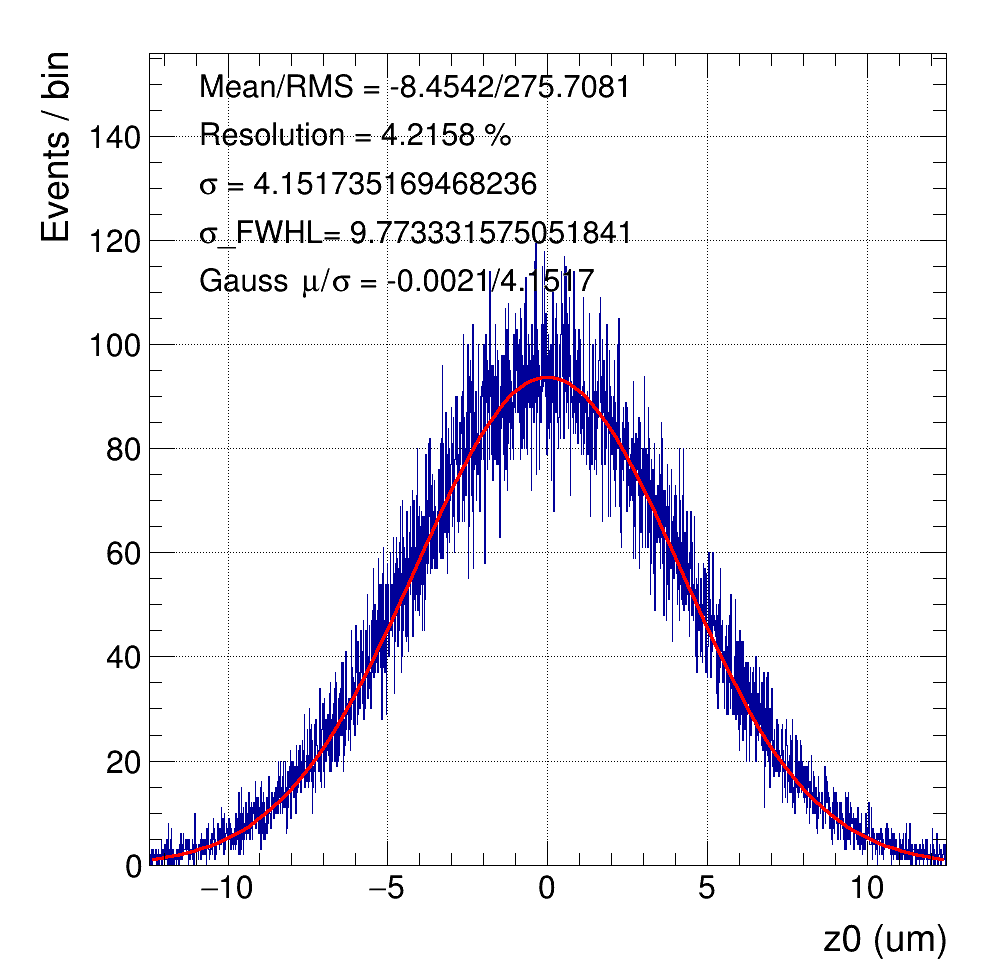 Events / bin
Mean/RMS = -8.4542/275.7081
Resolution = 4.2158 %
σ = 4.151735169468236
σ_FWHL= 9.773331575051841
Gauss μ/σ = -0.0021/4.1517
140
120
100
80
60
40
20
0
−10 −5 0 5 10
z0 (um)